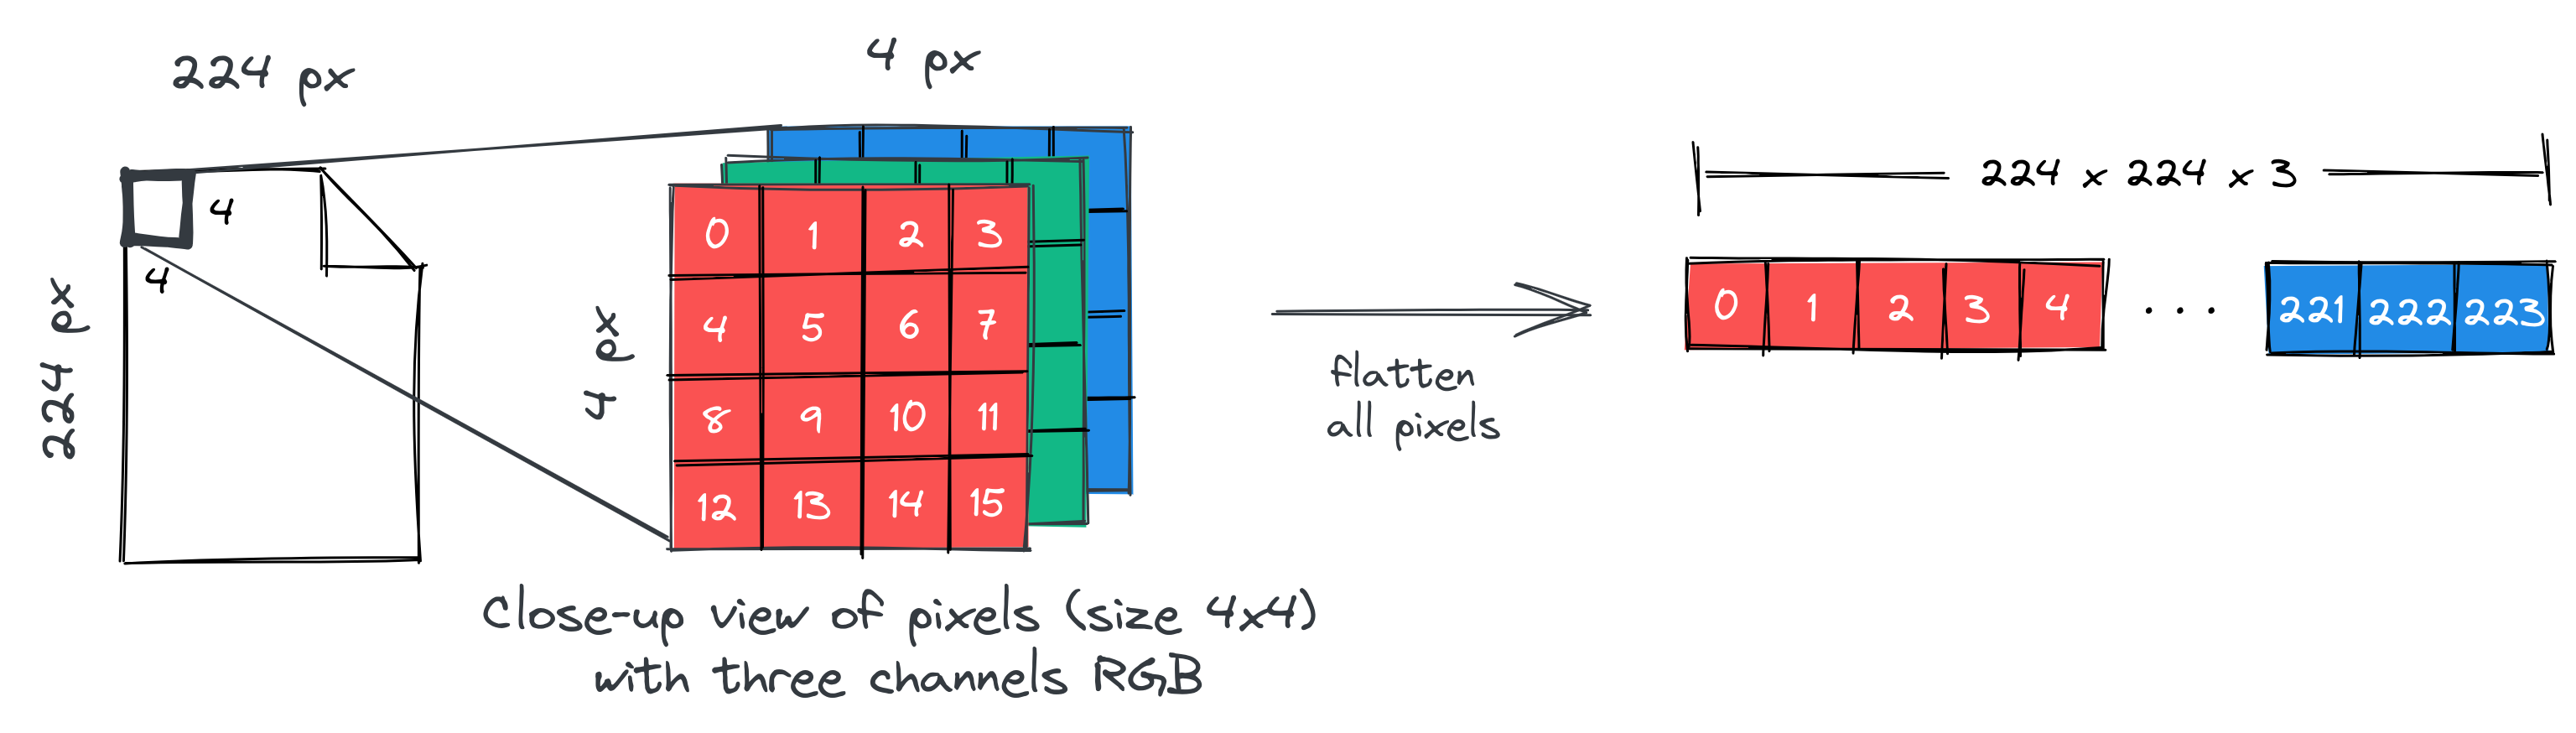 224 px
224 px
4
4
4 px
4 px
0 1 2 3
4 5 6 7
8 9 10 11
12 13 14 15
Close-up view of pixels (size 4x4)
with three channels RGB
flatten
all pixels
224 x 224 x 3
0 1 2 3 4 . . . 221 222 223